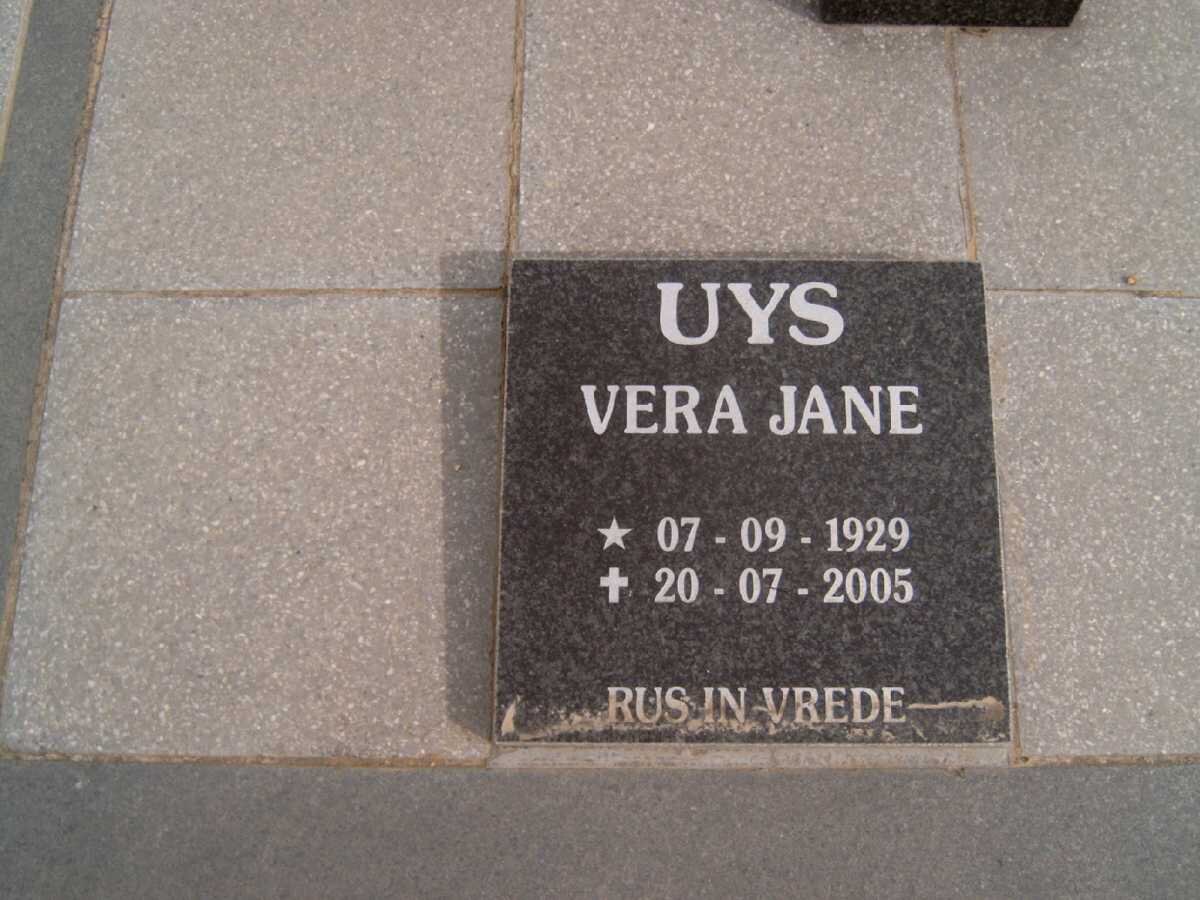 UYS
VERA JANE
★ 07 - 09 - 1929
✝ 20 - 07 - 2005
RUS IN VREDE